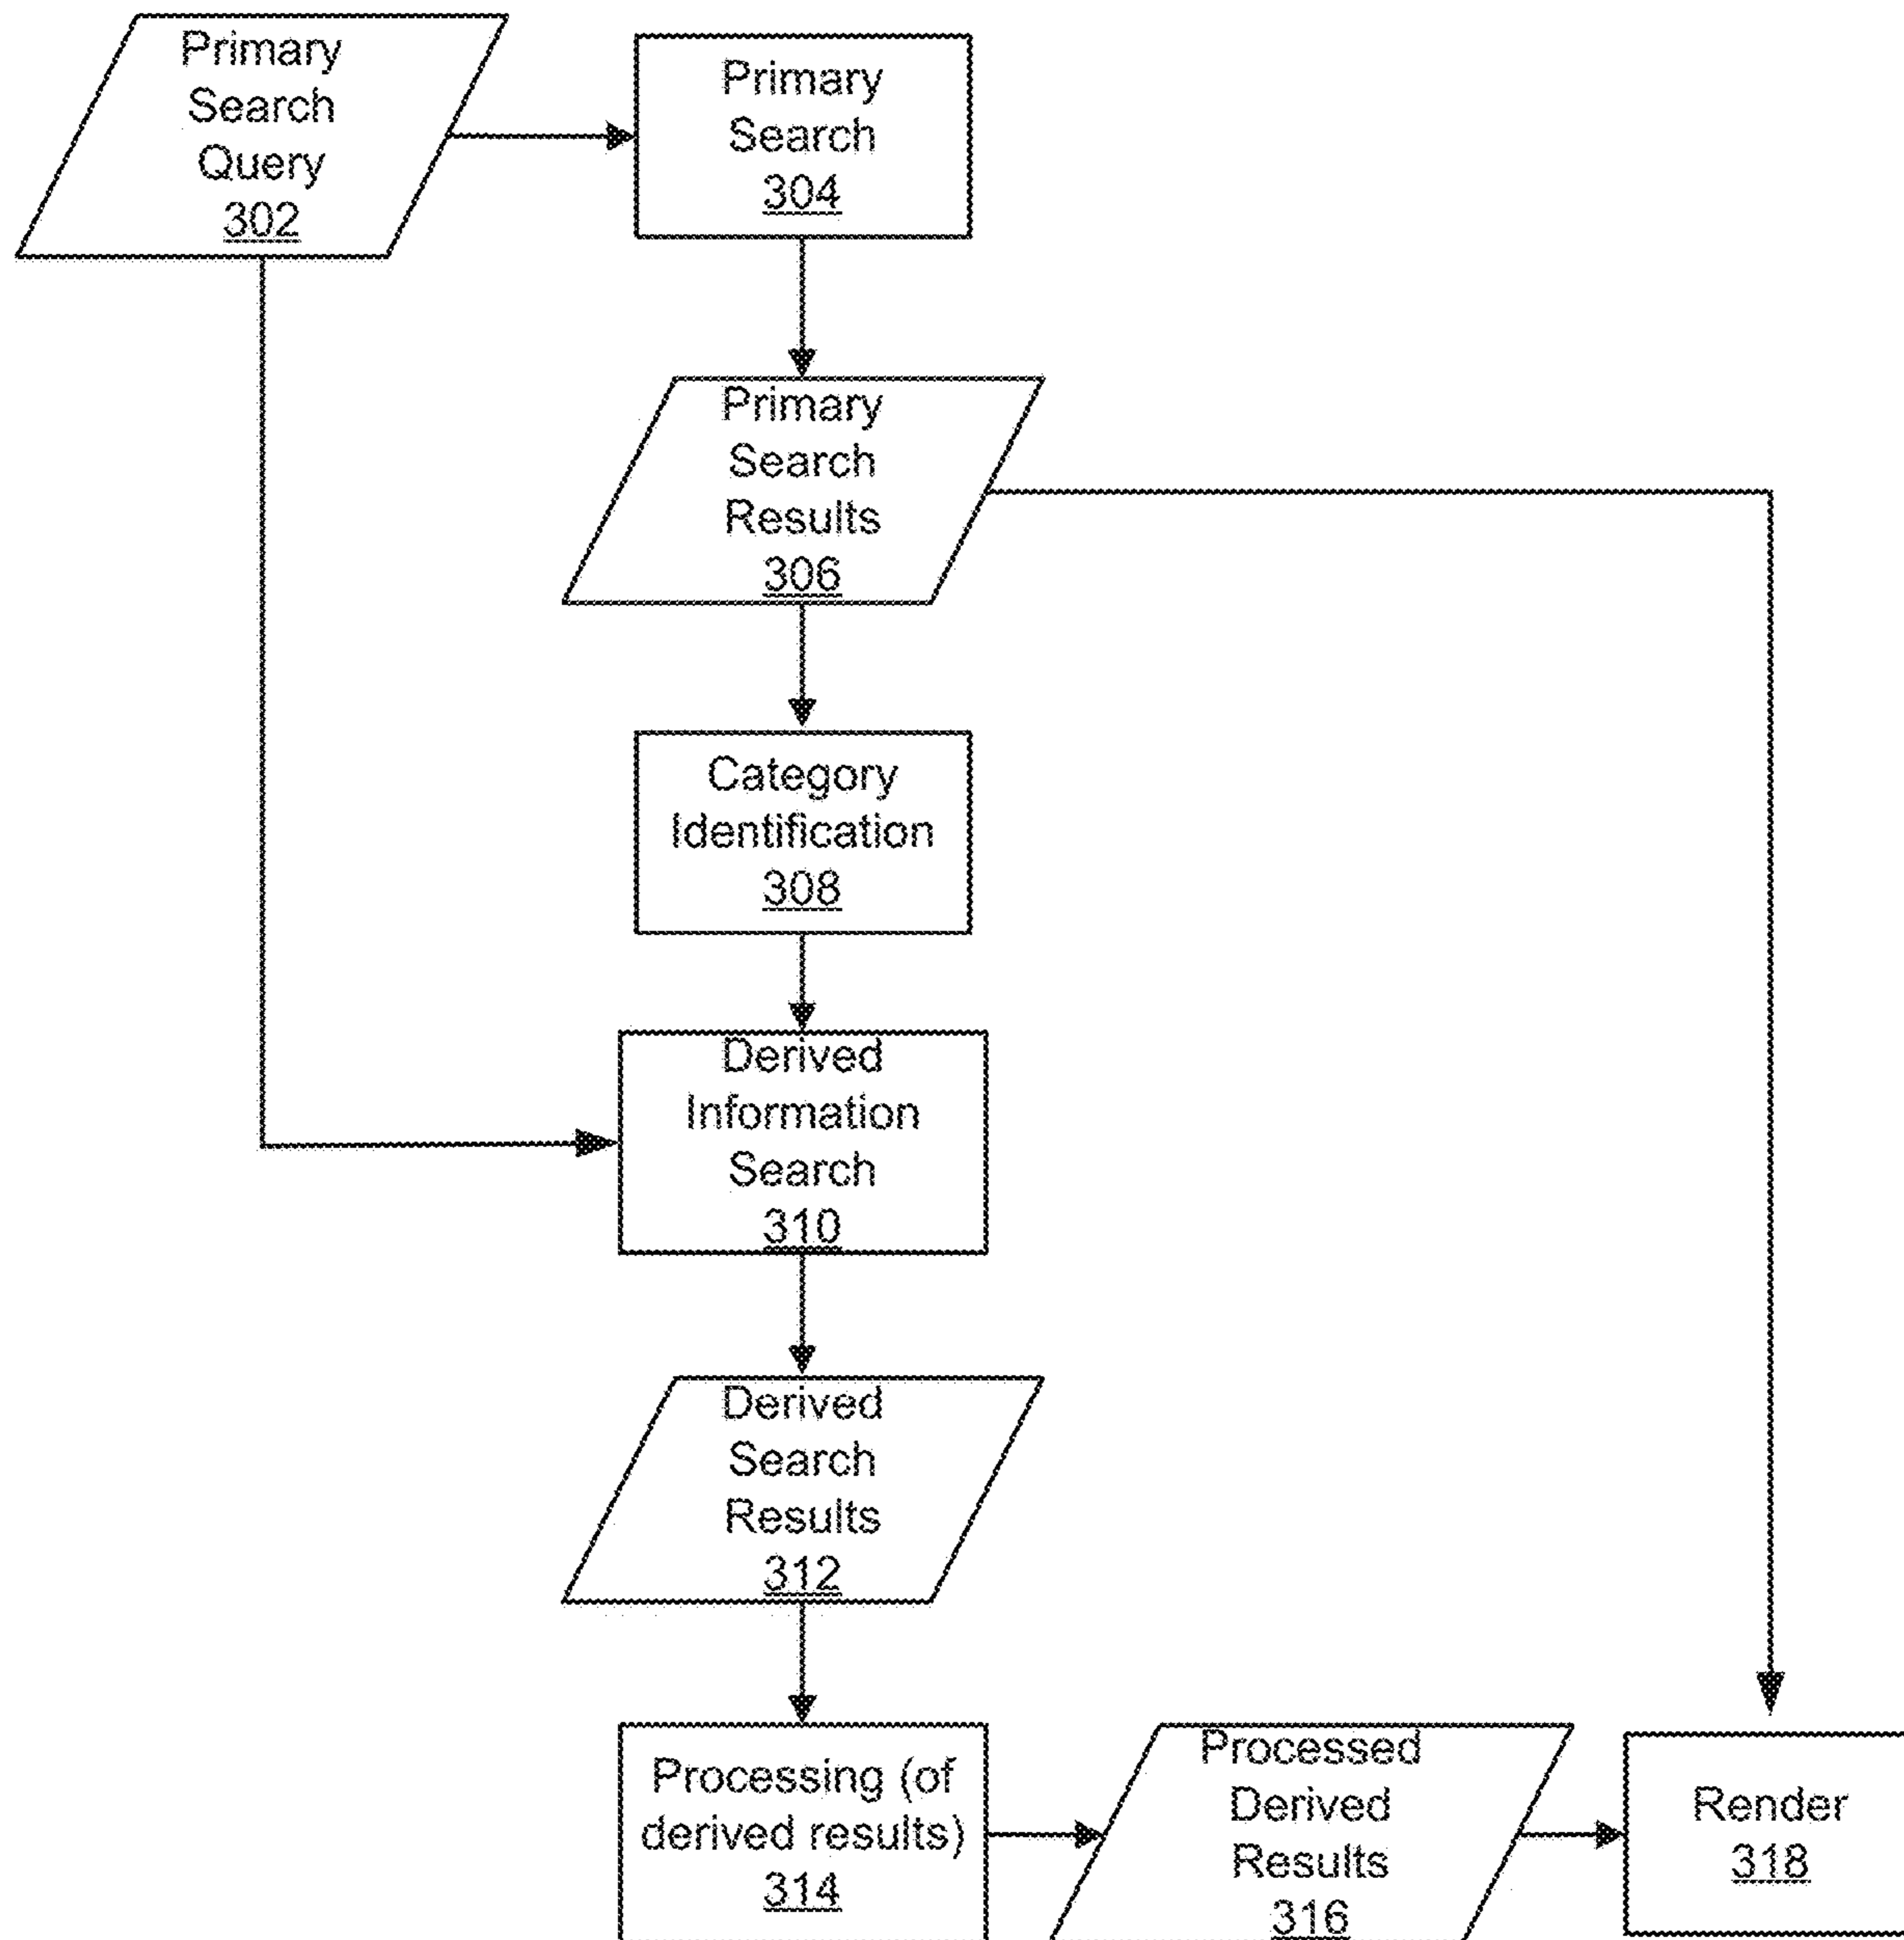 Primary
Search
Query
302
Primary
Search
304
Primary
Search
Results
306
Category
Identification
308
Derived
Information
Search
310
Derived
Search
Results
312
Processing (of
derived results)
314
Processed
Derived
Results
316
Render
318